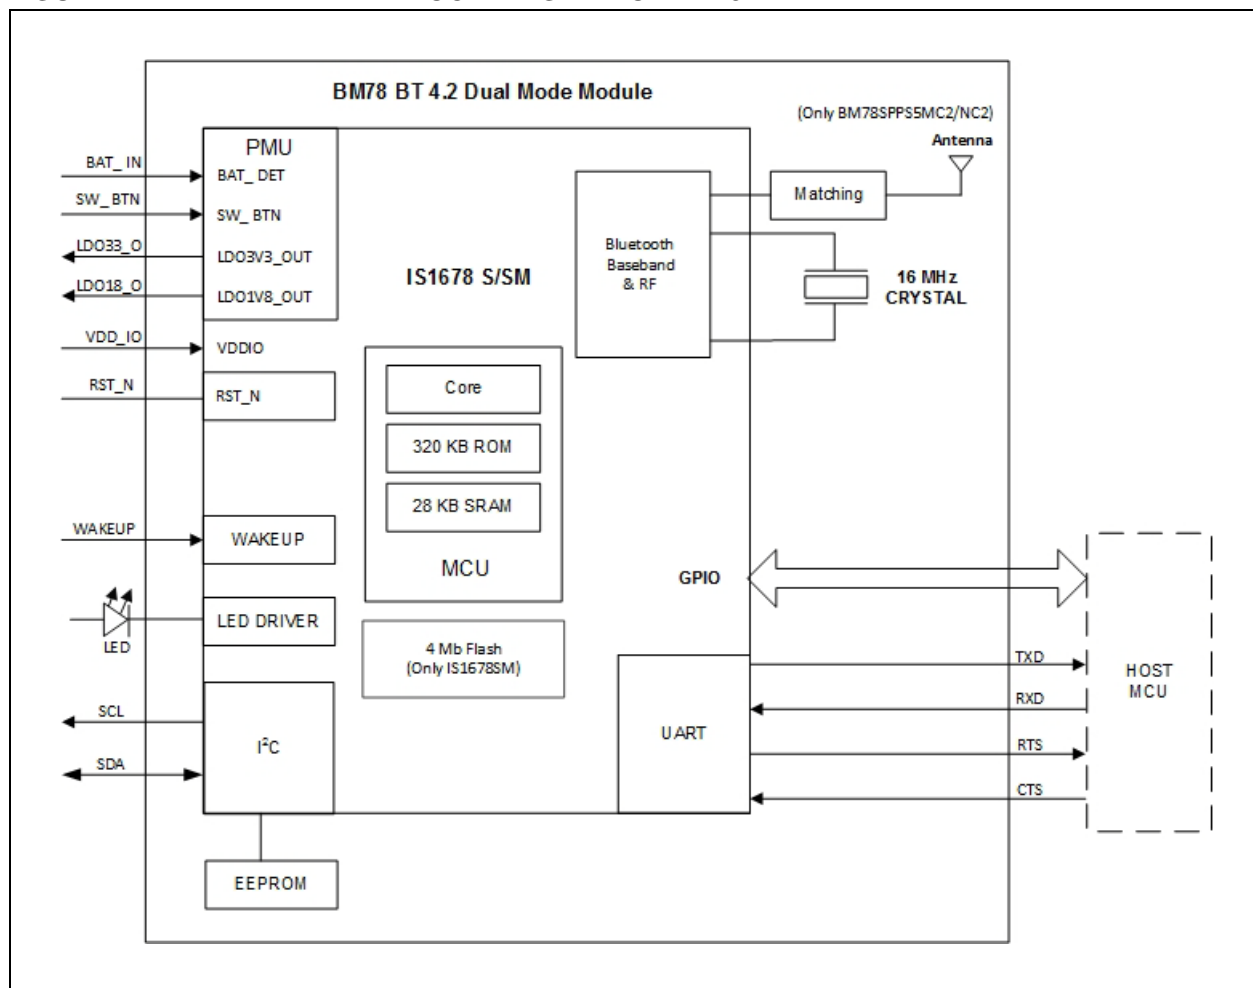 BM78 BT 4.2 Dual Mode Module
(Only BM78SPPS5MC2/NC2)
Antenna
PMU
BAT_ IN
BAT_ DET
SW_ BTN
SW_ BTN
LDO33_O
LDO3V3_OUT
LDO18_O
LDO1V8_OUT
VDD_IO
VDDIO
RST_N
RST_N
IS1678 S/SM
Matching
Bluetooth
Baseband
& RF
16 MHz
CRYSTAL
Core
320 KB ROM
28 KB SRAM
MCU
WAKEUP
WAKEUP
LED DRIVER
LED
4 Mb Flash
(Only IS1678SM)
GPIO
SCL
SDA
I²C
UART
TXD
RXD
RTS
CTS
HOST
MCU
EEPROM